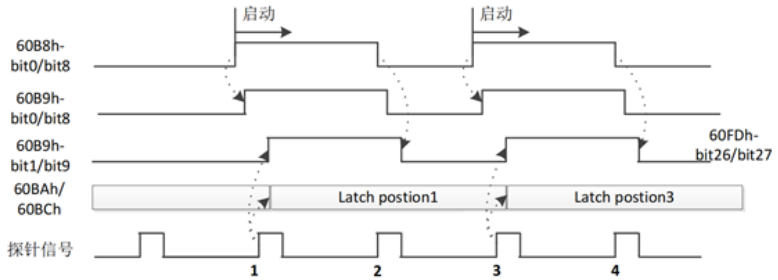 启动
启动
60B8h-
bit0/bit8
60B9h-
bit0/bit8
60B9h-
bit1/bit9
60FDh-
bit26/bit27
60BAh/
60BCh
Latch postion1
Latch postion3
探针信号
1
2
3
4